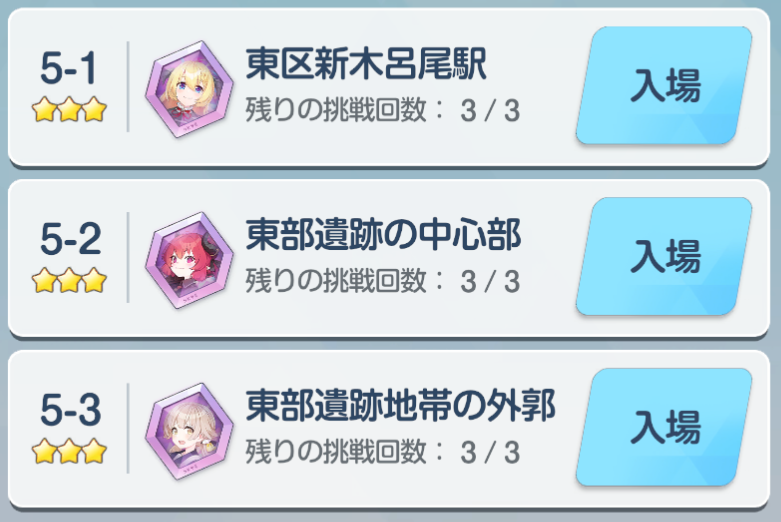 5-1
東区新木呂尾駅
残りの挑戦回数： 3 / 3
入場
5-2
東部遺跡の中心部
残りの挑戦回数： 3 / 3
入場
5-3
東部遺跡地帯の外郭
残りの挑戦回数： 3 / 3
入場